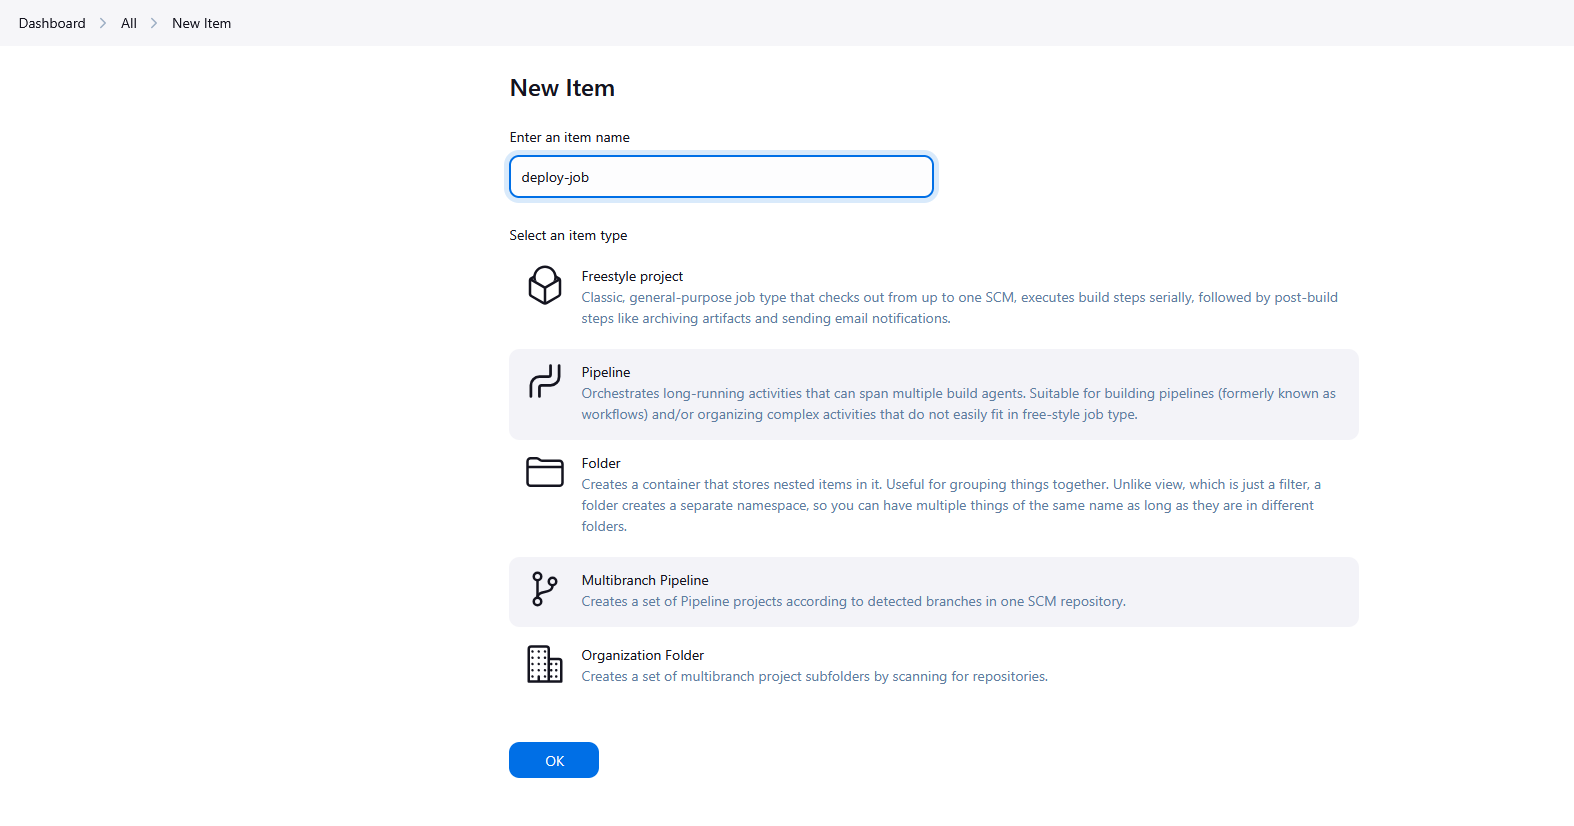 Dashboard > All > New Item
New Item
Enter an item name
deploy-job
Select an item type
Freestyle project
Classic, general-purpose job type that checks out from up to one SCM, executes build steps serially, followed by post-build
steps like archiving artifacts and sending email notifications.
Pipeline
Orchestrates long-running activities that can span multiple build agents. Suitable for building pipelines (formerly known as
workflows) and/or organizing complex activities that do not easily fit in free-style job type.
Folder
Creates a container that stores nested items in it. Useful for grouping things together. Unlike view, which is just a filter, a
folder creates a separate namespace, so you can have multiple things of the same name as long as they are in different
folders.
Multibranch Pipeline
Creates a set of Pipeline projects according to detected branches in one SCM repository.
Organization Folder
Creates a set of multibranch project subfolders by scanning for repositories.
OK